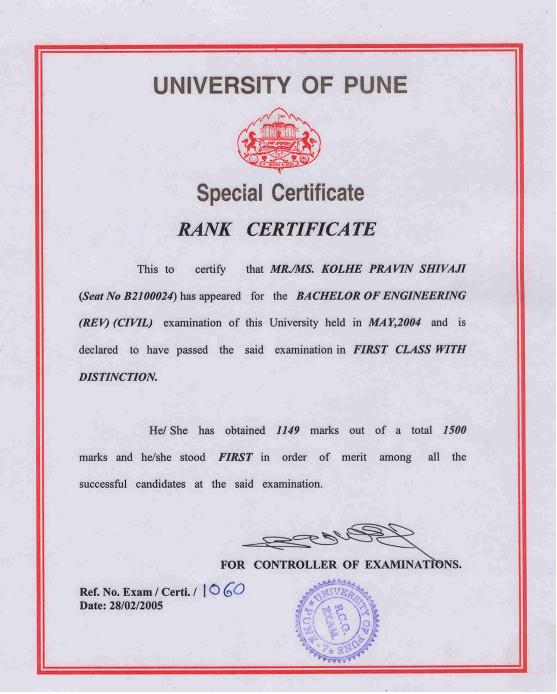 UNIVERSITY OF PUNE
Special Certificate
RANK CERTIFICATE
This to certify that MR./MS. KOLHE PRAVIN SHIVAJI
(Seat No B2100024) has appeared for the BACHELOR OF ENGINEERING
(REV) (CIVIL) examination of this University held in MAY,2004 and is
declared to have passed the said examination in FIRST CLASS WITH
DISTINCTION.
He/ She has obtained 1149 marks out of a total 1500
marks and he/she stood FIRST in order of merit among all the
successful candidates at the said examination.
FOR CONTROLLER OF EXAMINATIONS.
Ref. No. Exam / Certi. / 1060
Date: 28/02/2005
UNIVERSITY OF PUNE
PUNE
R.C.G.
EXAM.